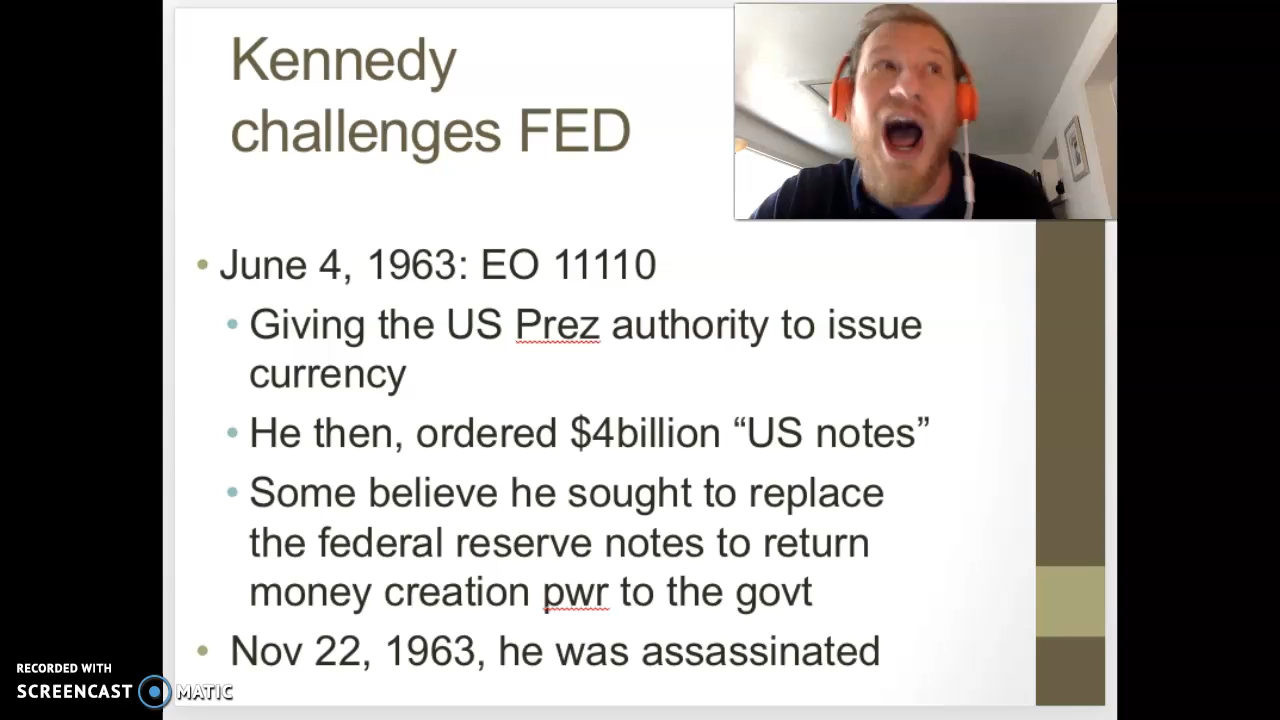 Kennedy
challenges FED
• June 4, 1963: EO 11110
• Giving the US Prez authority to issue
currency
• He then, ordered $4billion “US notes”
• Some believe he sought to replace
the federal reserve notes to return
money creation pwr to the govt
• Nov 22, 1963, he was assassinated
RECORDED WITH
SCREENCAST MATIC